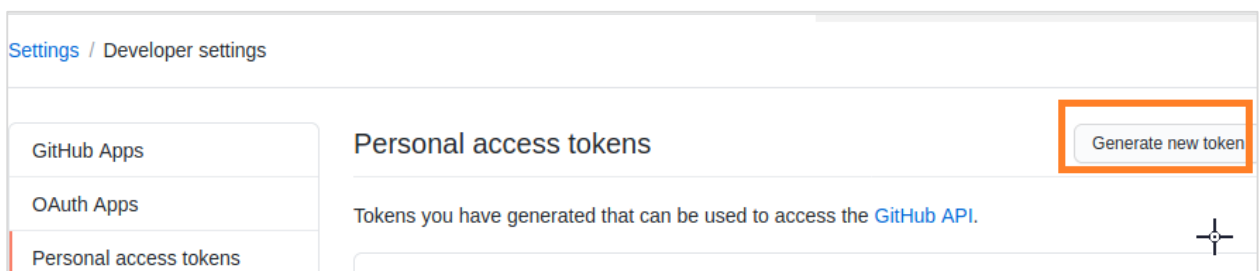 Settings / Developer settings
GitHub Apps
OAuth Apps
Personal access tokens
Personal access tokens
Generate new token
Tokens you have generated that can be used to access the GitHub API.